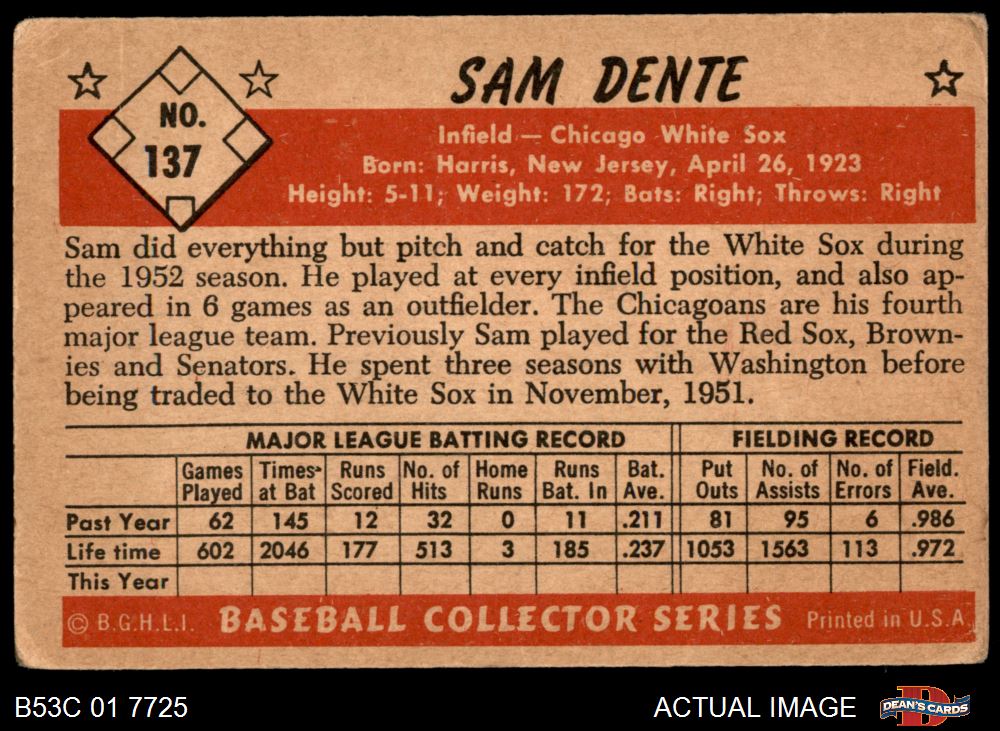 SAM DENTE
NO.
137
Infield — Chicago White Sox
Born: Harris, New Jersey, April 26, 1923
Height: 5-11; Weight: 172; Bats: Right; Throws: Right
Sam did everything but pitch and catch for the White Sox during
the 1952 season. He played at every infield position, and also ap-
peared in 6 games as an outfielder. The Chicagoans are his fourth
major league team. Previously Sam played for the Red Sox, Brown-
ies and Senators. He spent three seasons with Washington before
being traded to the White Sox in November, 1951.
MAJOR LEAGUE BATTING RECORD FIELDING RECORD
Games Times Runs No. of Home Runs Bat. Put No. of No. of Field.
Played at Bat Scored Hits Runs Bat. In Ave. Outs Assists Errors Ave.
Past Year 62 145 12 32 0 11 .211 81 95 6 .986
Life time 602 2046 177 513 3 185 .237 1053 1563 113 .972
This Year
© B.G.H.L.I. BASEBALL COLLECTOR SERIES Printed in U.S.A.
B53C 01 7725 ACTUAL IMAGE DEAN'S CARDS